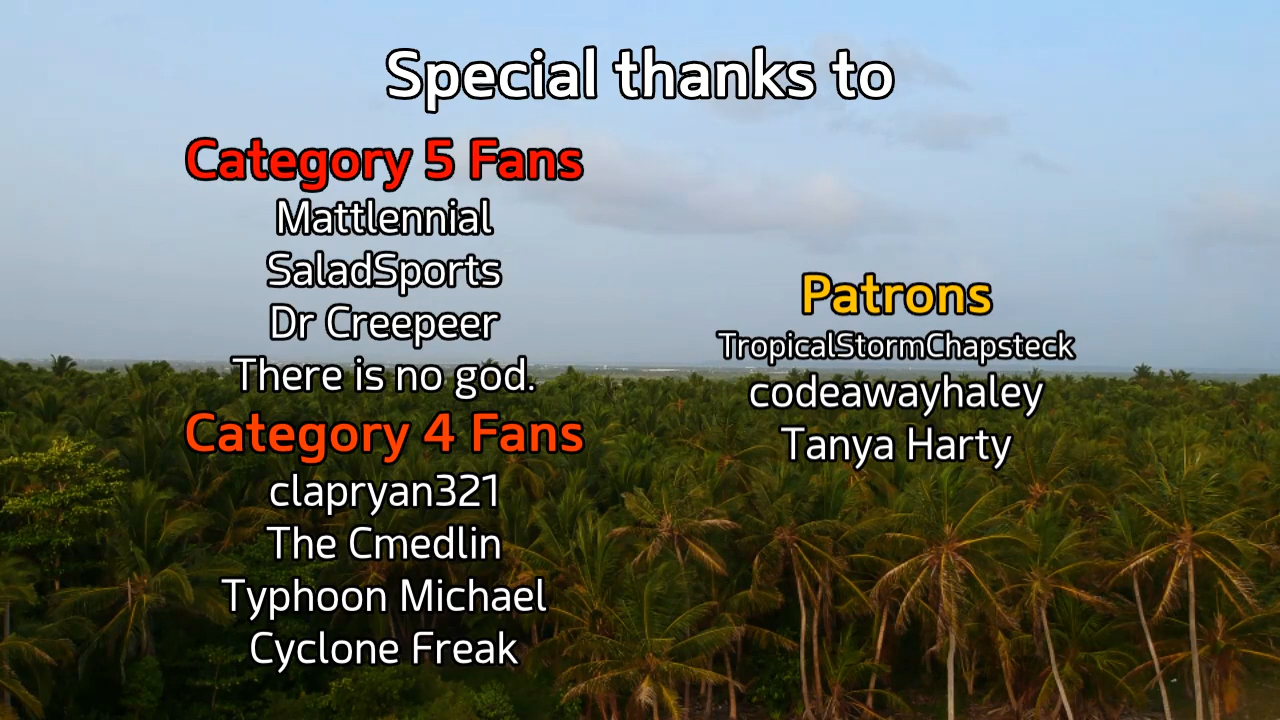 Special thanks to
Category 5 Fans
Mattlennial
SaladSports
Dr Creepeer
There is no god.
Category 4 Fans
clapryan321
The Cmedlin
Typhoon Michael
Cyclone Freak
Patrons
TropicalStormChapsteck
codeawayhaley
Tanya Harty